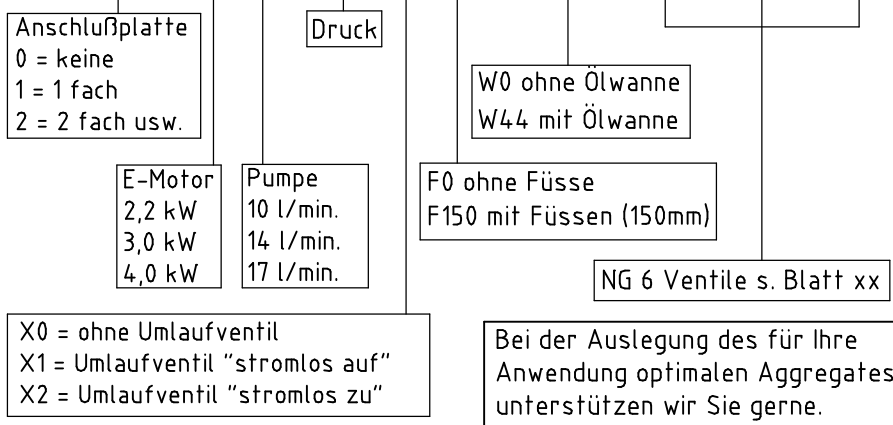 Anschlußplatte
0 = keine
1 = 1 fach
2 = 2 fach usw.
Druck
W0 ohne Ölwanne
W44 mit Ölwanne
E-Motor
2,2 kW
3,0 kW
4,0 kW
Pumpe
10 l/min.
14 l/min.
17 l/min.
F0 ohne Füsse
F150 mit Füssen (150mm)
NG 6 Ventile s. Blatt xx
X0 = ohne Umlaufventil
X1 = Umlaufventil "stromlos auf"
X2 = Umlaufventil "stromlos zu"
Bei der Auslegung des für Ihre
Anwendung optimalen Aggregates
unterstützen wir Sie gerne.